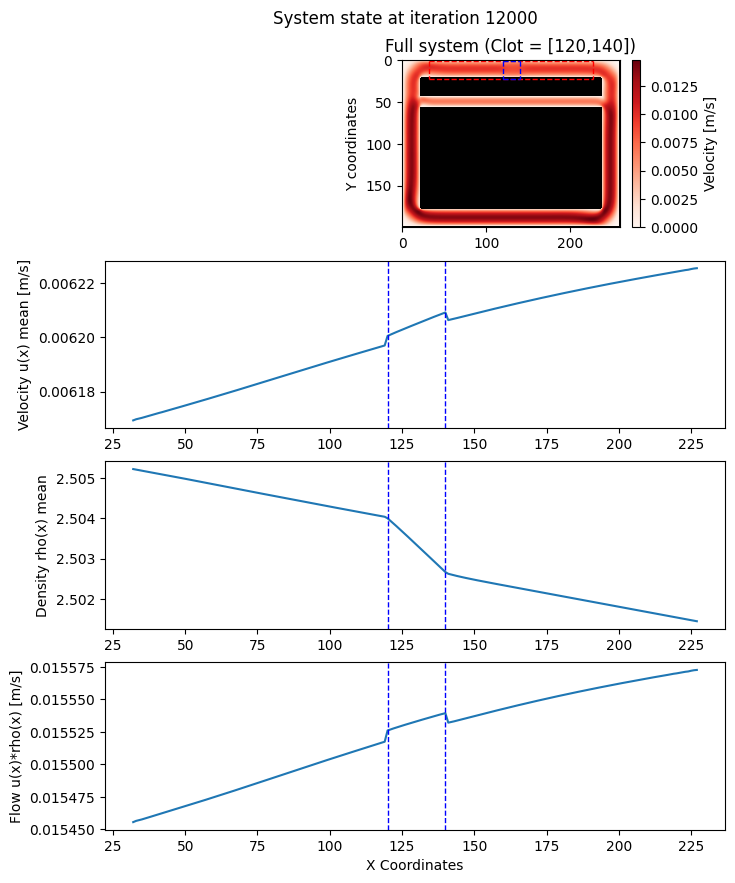 System state at iteration 12000
Full system (Clot = [120,140])
0
50
100
150
Y coordinates
0 100 200
0.0125
0.0100
0.0075
0.0050
0.0025
0.0000
Velocity [m/s]
Velocity u(x) mean [m/s]
0.00622
0.00620
0.00618
25 50 75 100 125 150 175 200 225
Density rho(x) mean
2.505
2.504
2.503
2.502
25 50 75 100 125 150 175 200 225
Flow u(x)*rho(x) [m/s]
0.015575
0.015550
0.015525
0.015500
0.015475
0.015450
25 50 75 100 125 150 175 200 225
X Coordinates